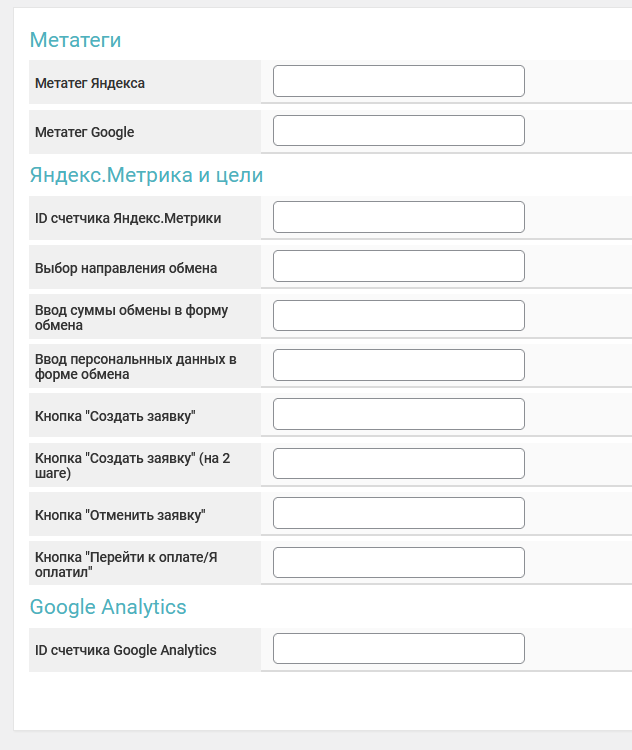 Метатеги
Метатег Яндекса
Метатег Google
Яндекс.Метрика и цели
ID счетчика Яндекс.Метрики
Выбор направления обмена
Ввод суммы обмены в форму
обмена
Ввод персональнных данных в
форме обмена
Кнопка "Создать заявку"
Кнопка "Создать заявку" (на 2
шаге)
Кнопка "Отменить заявку"
Кнопка "Перейти к оплате/Я
оплатил"
Google Analytics
ID счетчика Google Analytics